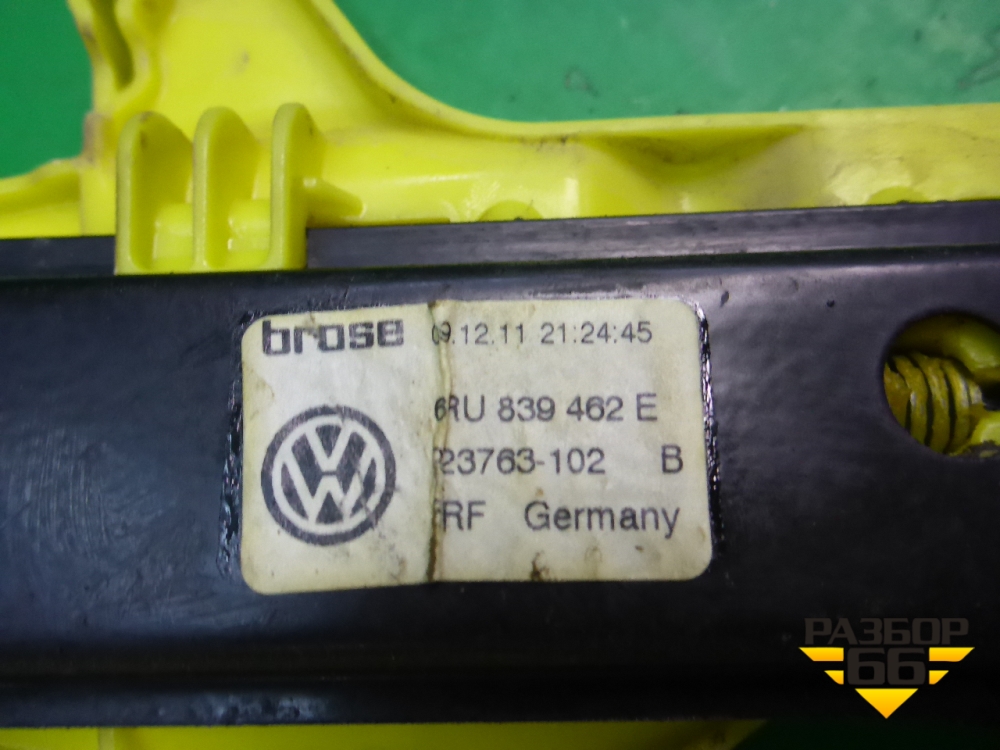 brose 09.12.11 21:24:45
6RU 839 462 E
23763-102 B
RF Germany
РАЗБОР
66